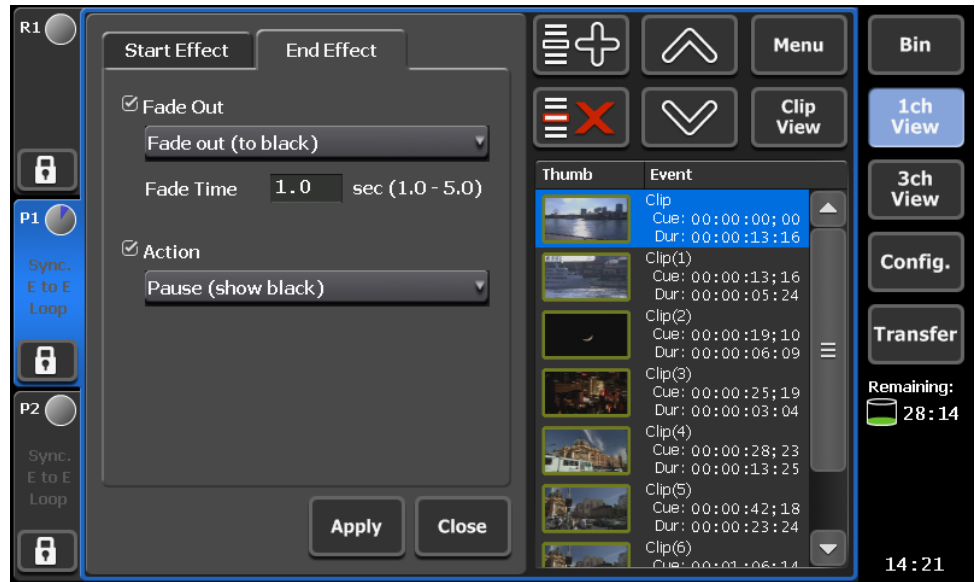 R1
P1
Sync.
E to E
Loop
P2
Sync.
E to E
Loop
Start Effect
End Effect
Fade Out
Fade out (to black)
Fade Time 1.0 sec (1.0 - 5.0)
Action
Pause (show black)
Apply
Close
Menu
Clip
View
Thumb Event
Clip
Cue: 00:00:00; 00
Dur: 00:00:13:16
Clip(1)
Cue: 00:00:13;16
Dur: 00:00:05:24
Clip(2)
Cue: 00:00:19;10
Dur: 00:00:06:09
Clip(3)
Cue: 00:00:25;19
Dur: 00:00:03:04
Clip(4)
Cue: 00:00:28;23
Dur: 00:00:13:25
Clip(5)
Cue: 00:00:42;18
Dur: 00:00:23:24
Clip(6)
Cue: 00:01:06:14
Bin
1ch
View
3ch
View
Config.
Transfer
Remaining:
28:14
14:21